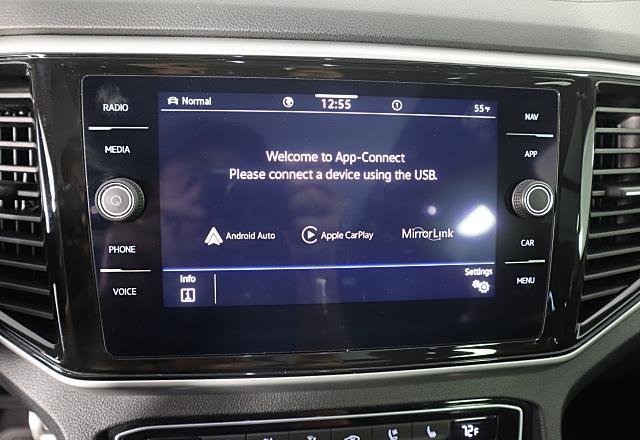 RADIO
MEDIA
PHONE
VOICE
Normal
12:55
1
55°F
Welcome to App-Connect
Please connect a device using the USB.
Android Auto
Apple CarPlay
MirrorLink
Info
i
Settings
NAV
APP
CAR
MENU
72°F